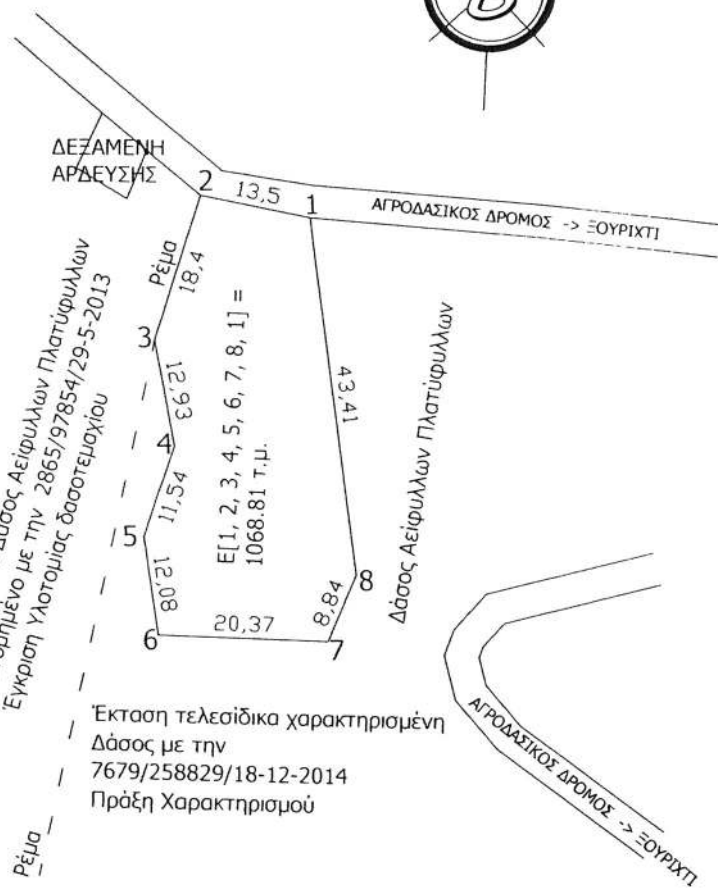 ΔΕΞΑΜΕΝΗ
ΑΡΔΕΥΣΗΣ
2
13,5
1
ΑΓΡΟΔΑΣΙΚΟΣ ΔΡΟΜΟΣ -> ΞΟΥΡΙΧΤΙ
Ρέμα
18,4
3
12,93
4
11,54
5
12,08
6
20,37
7
8,84
8
43,41
Ε[1, 2, 3, 4, 5, 6, 7, 8, 1] =
1068.81 τ.μ.
Δάσος Αείφυλλων Πλατύφυλλων
Δάσος Αείφυλλων Πλατύφυλλων
με την 2865/97854/29-5-2013
Έγκριση Υλοτομίας δασοτεμαχίου
Έκταση τελεσίδικα χαρακτηρισμένη
Δάσος με την
7679/258829/18-12-2014
Πράξη Χαρακτηρισμού
Ρέμα
ΑΓΡΟΔΑΣΙΚΟΣ ΔΡΟΜΟΣ -> ΞΟΥΡΙΧΤΙ